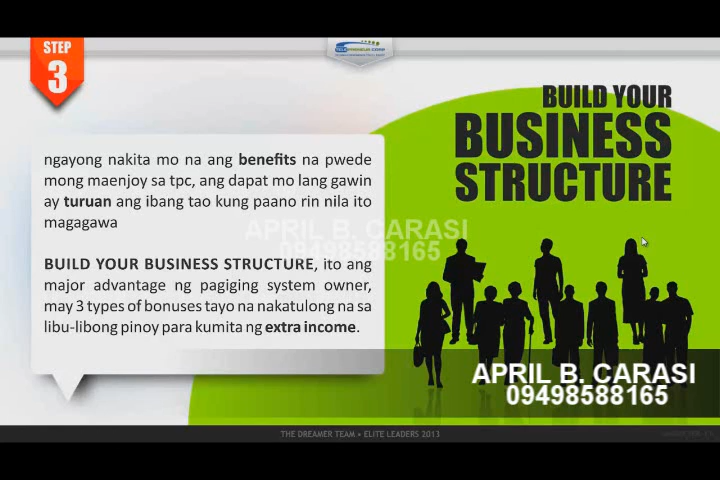 STEP
3
BUILD YOUR
BUSINESS
STRUCTURE
ngayong nakita mo na ang benefits na pwede
mong maenjoy sa tpc, ang dapat mo lang gawin
ay turuan ang ibang tao kung paano rin nila ito
magagawa
APRIL B. CARASI
09498588165
BUILD YOUR BUSINESS STRUCTURE, ito ang
major advantage ng pagiging system owner,
may 3 types of bonuses tayo na nakatulong na sa
libu-libong pinoy para kumita ng extra income.
APRIL B. CARASI
09498588165
THE DREAMER TEAM • ELITE LEADERS 2013